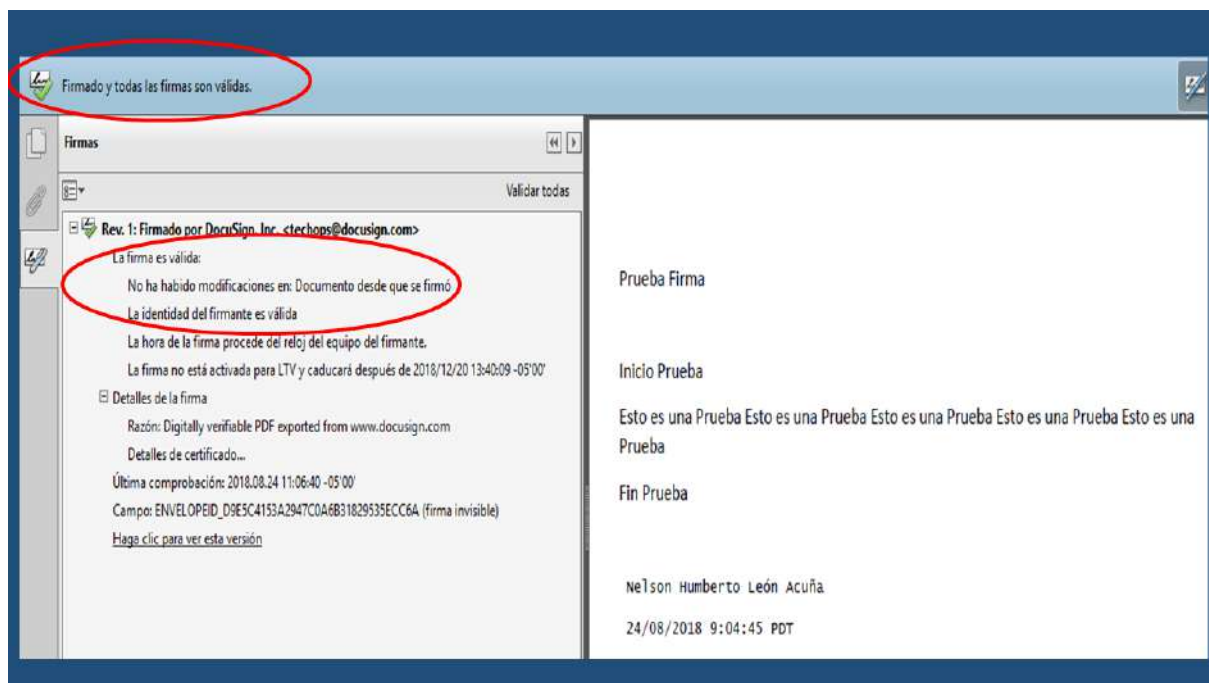 Firmado y todas las firmas son válidas.
Firmas
Validar todas
Rev. 1: Firmado por DocuSign, Inc. <techops@docusign.com>
La firma es válida:
No ha habido modificaciones en: Documento desde que se firmó
La identidad del firmante es válida
La hora de la firma procede del reloj del equipo del firmante.
La firma no está activada para LTV y caducará después de 2018/12/20 13:40:09 -05'00'
Detalles de la firma
Razón: Digitally verifiable PDF exported from www.docusign.com
Detalles de certificado...
Última comprobación: 2018.08.24 11:06:40 -05'00'
Campo: ENVELOPEID_D9E5C4153A2947C0A6B31829535ECC6A (firma invisible)
Haga clic para ver esta versión
Prueba Firma
Inicio Prueba
Esto es una Prueba Esto es una Prueba Esto es una Prueba Esto es una Prueba Esto es una
Prueba
Fin Prueba
Nelson Humberto León Acuña
24/08/2018 9:04:45 PDT